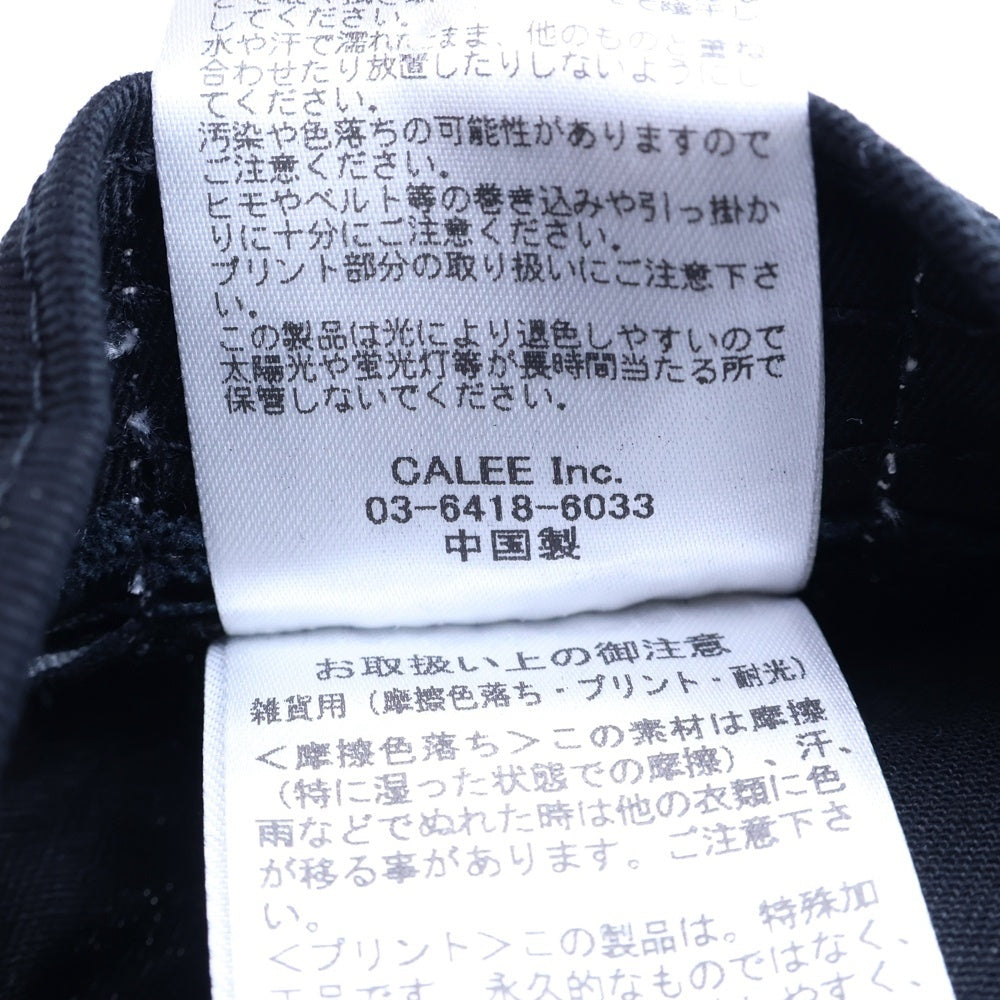 してください。
水や汗で濡れたまま、他のものと重ね
合わせたり放置したりしないようにし
てください。
汚染や色落ちの可能性がありますので
ご注意ください。
ヒモやベルト等の巻き込みや引っ掛か
りに十分にご注意ください。
プリント部分の取り扱いにご注意下さ
い。
この製品は光により退色しやすいので
太陽光や蛍光灯等が長時間当たる所で
保管しないでください。
CALEE Inc.
03-6418-6033
中国製
お取扱い上の御注意
雑貨用（摩擦色落ち・プリント・耐光）
＜摩擦色落ち＞この素材は摩擦
（特に湿った状態での摩擦）、汗、
雨などでぬれた時は他の衣類に色
が移る事があります。ご注意下さ
い。
＜プリント＞この製品は。特殊加
工品です。永久的なものではなく、
しやすく、